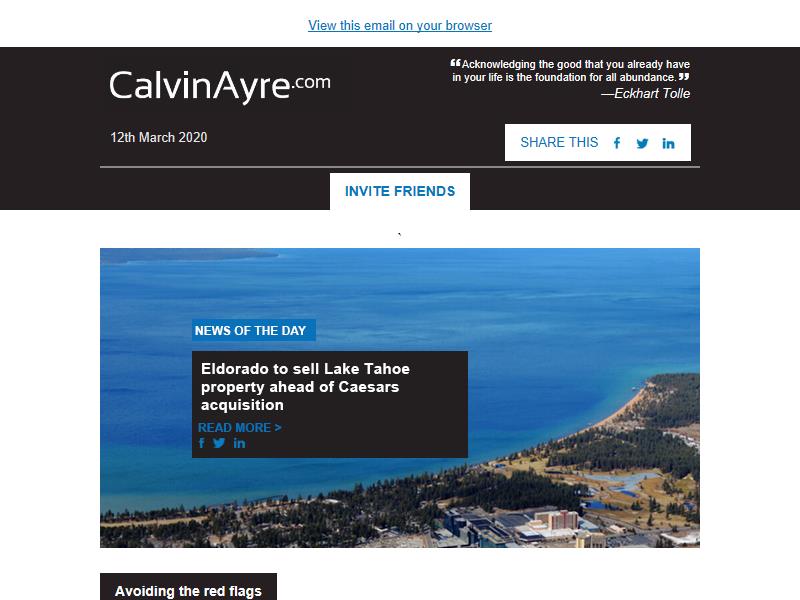 View this email on your browser
CalvinAyre.com
❝Acknowledging the good that you already have
in your life is the foundation for all abundance.❞
—Eckhart Tolle
12th March 2020
SHARE THIS
INVITE FRIENDS
`
NEWS OF THE DAY
Eldorado to sell Lake Tahoe
property ahead of Caesars
acquisition
READ MORE >
Avoiding the red flags